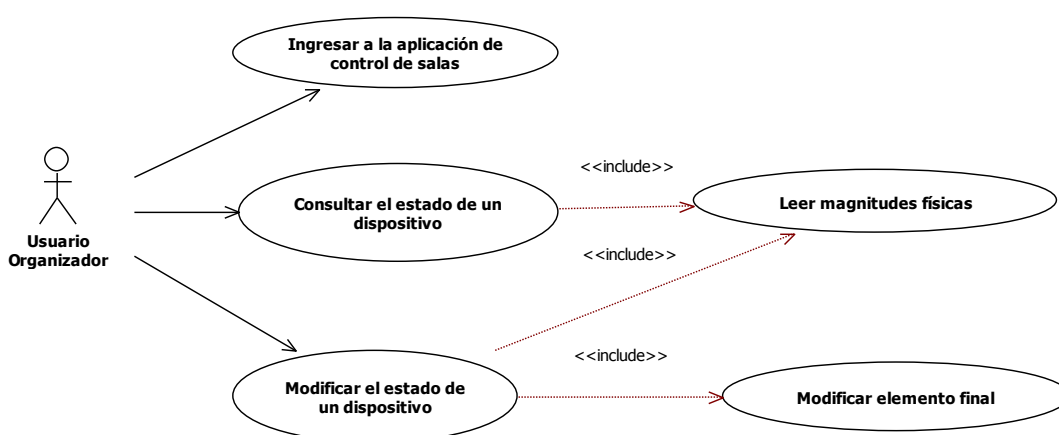 Ingresar a la aplicación de
control de salas
<<include>>
Consultar el estado de un
dispositivo
Leer magnitudes físicas
Usuario
Organizador
<<include>>
<<include>>
Modificar el estado de
un dispositivo
Modificar elemento final